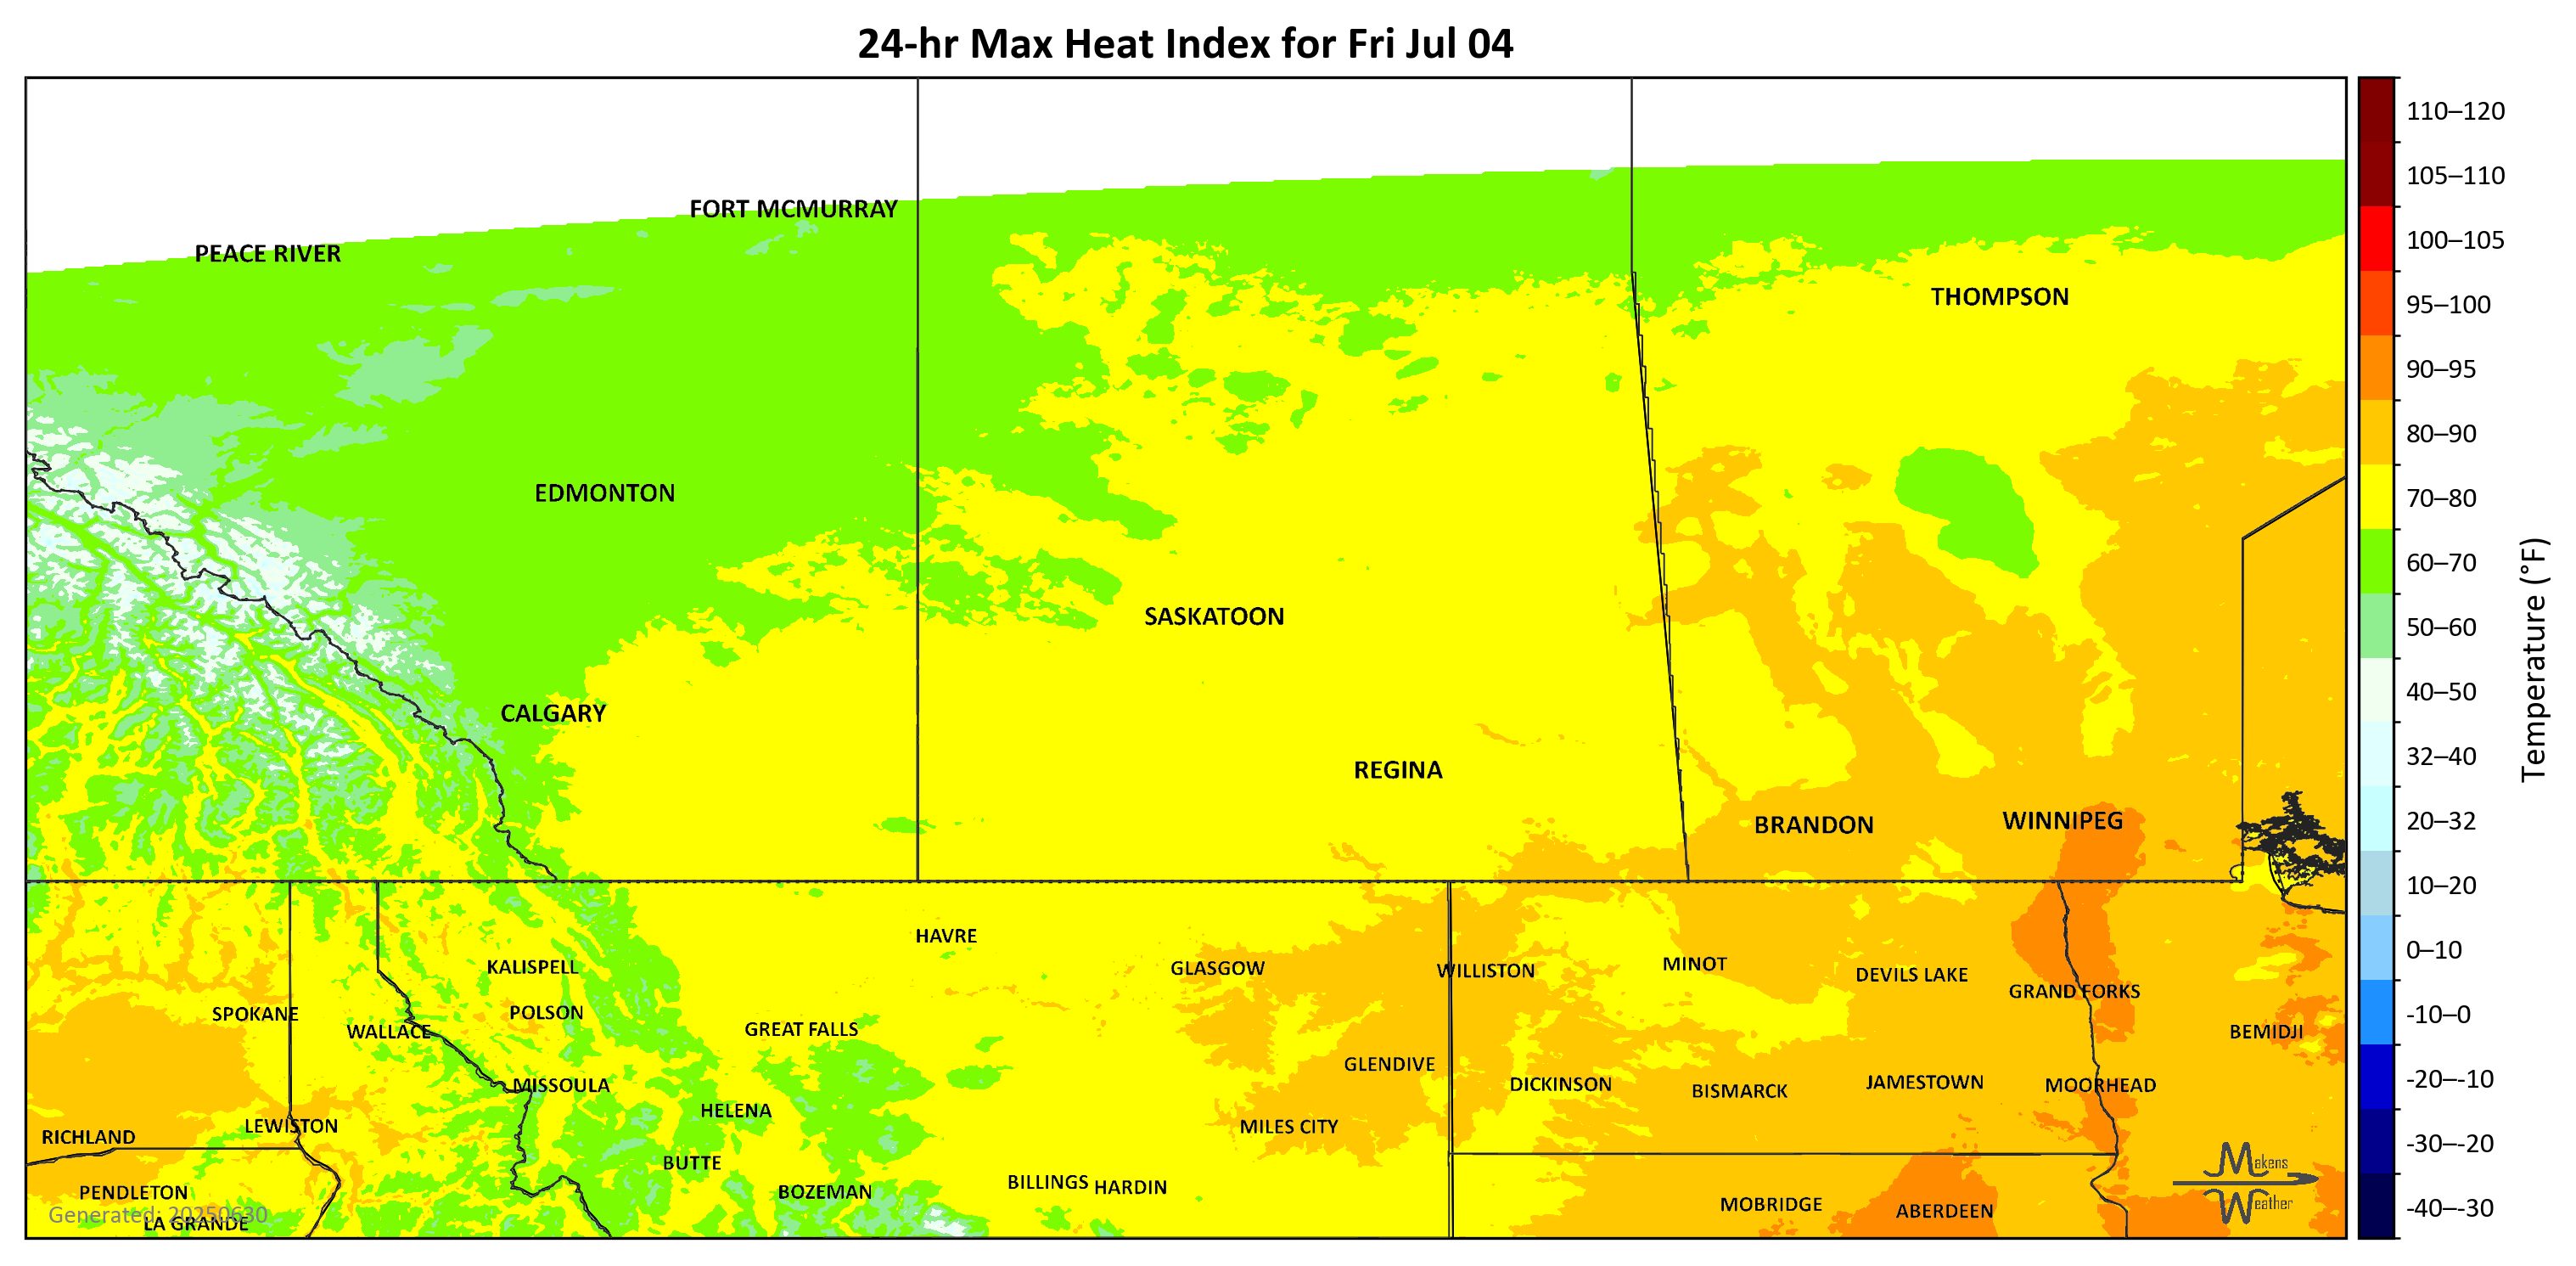 24-hr Max Heat Index for Fri Jul 04
110–120
105–110
FORT MCMURRAY
100–105
PEACE RIVER
THOMPSON
95–100
90–95
80–90
EDMONTON
70–80
60–70
SASKATOON
50–60
Temperature (°F)
40–50
CALGARY
32–40
REGINA
BRANDON
WINNIPEG
20–32
10–20
HAVRE
0–10
KALISPELL
GLASGOW
WILLISTON
MINOT
DEVILS LAKE
GRAND FORKS
SPOKANE
POLSON
-10–0
WALLACE
GREAT FALLS
BEMIDJI
GLENDIVE
-20–-10
MISSOULA
DICKINSON
BISMARCK
JAMESTOWN
MOORHEAD
HELENA
LEWISTON
MILES CITY
RICHLAND
-30–-20
BUTTE
Makens
Weather
PENDLETON
BOZEMAN
BILLINGS
HARDIN
MOBRIDGE
ABERDEEN
-40–-30
Generated: 20250630
LA GRANDE